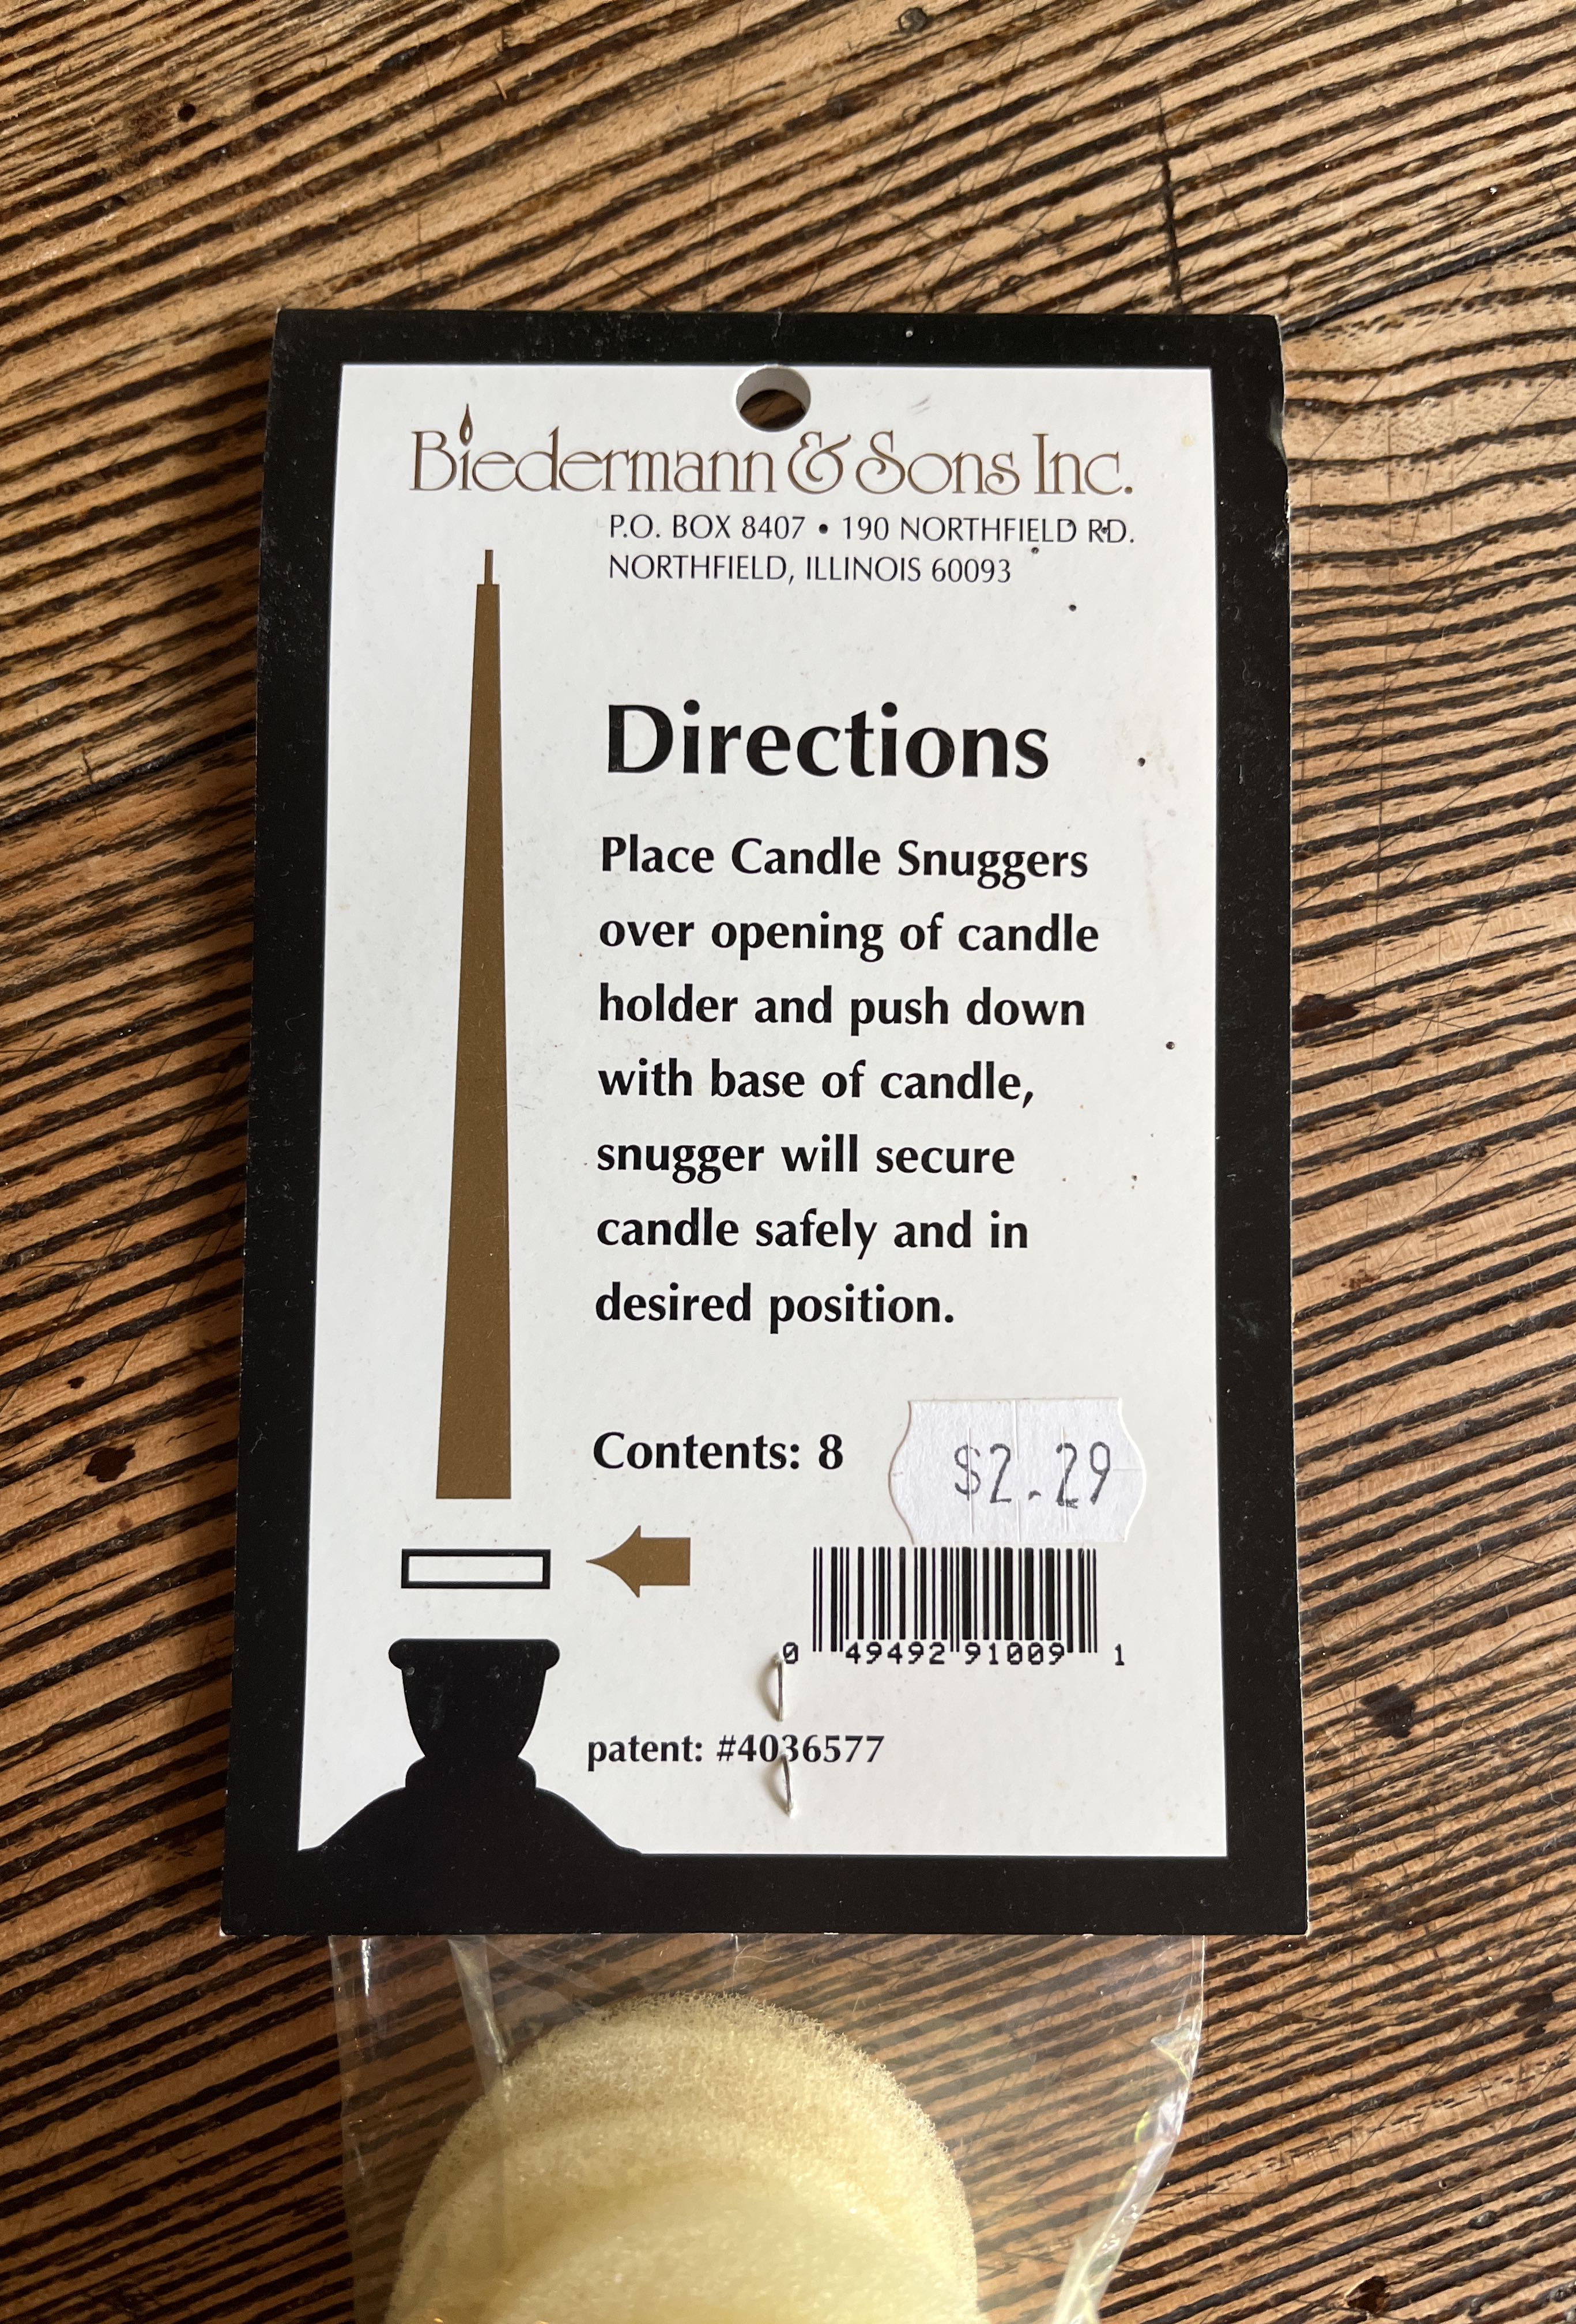 Biedermann & Sons Inc.
P.O. BOX 8407 • 190 NORTHFIELD RD.
NORTHFIELD, ILLINOIS 60093
Directions
Place Candle Snuggers
over opening of candle
holder and push down
with base of candle,
snugger will secure
candle safely and in
desired position.
Contents: 8
$2.29
0 49492 91009 1
patent: #4036577